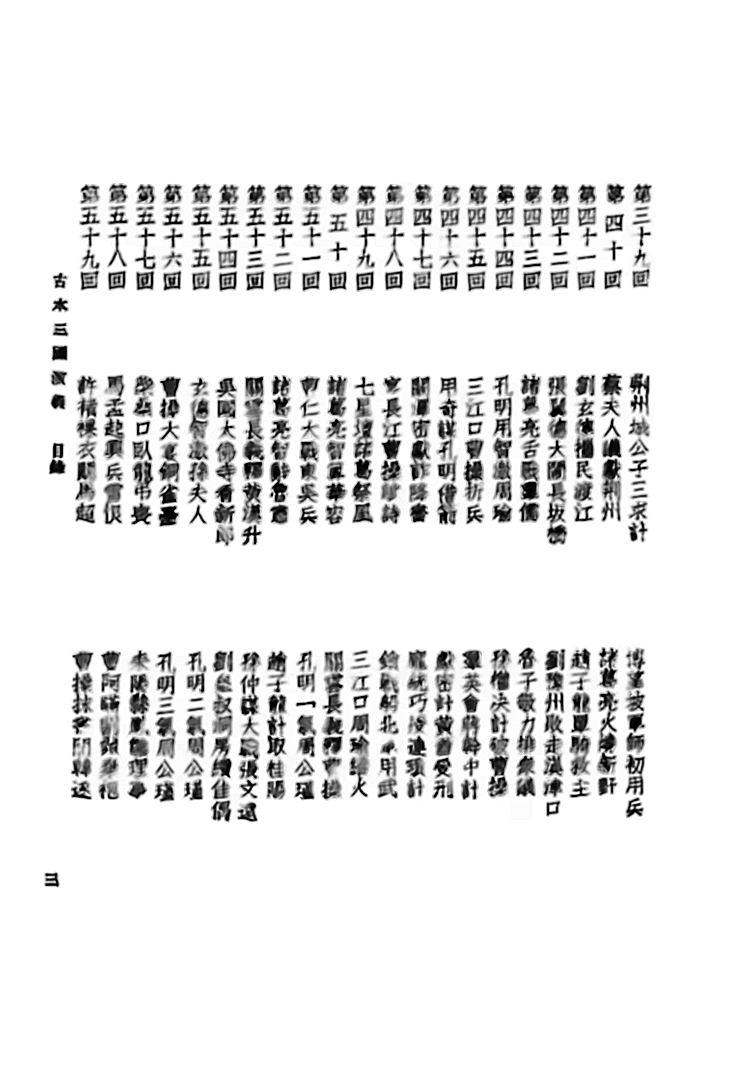 第三十九回　荊州城公子三求計　博望坡軍師初用兵
第四十回　蔡夫人議獻荊州　諸葛亮火燒新野
第四十一回　劉玄德攜民渡江　趙子龍單騎救主
第四十二回　張翼德大鬧長坂橋　劉豫州敗走漢津口
第四十三回　諸葛亮舌戰羣儒　魯子敬力排衆議
第四十四回　孔明用智激周瑜　孫權決計破曹操
第四十五回　三江口曹操折兵　羣英會蔣幹中計
第四十六回　用奇謀孔明借箭　獻密計黃蓋受刑
第四十七回　闞澤密獻詐降書　龐統巧授連環計
第四十八回　宴長江曹操賦詩　鎖戰船北軍用武
第四十九回　七星壇諸葛祭風　三江口周瑜縱火
第五十回　諸葛亮智算華容　關雲長義釋曹操
第五十一回　曹仁大戰東吳兵　孔明一氣周公瑾
第五十二回　諸葛亮智辭魯肅　趙子龍計取桂陽
第五十三回　關雲長義釋黃漢升　孫仲謀大戰張文遠
第五十四回　吳國太佛寺看新郎　劉皇叔洞房續佳偶
第五十五回　玄德智激孫夫人　孔明二氣周公瑾
第五十六回　曹操大宴銅雀臺　孔明三氣周公瑾
第五十七回　柴桑口臥龍弔喪　耒陽縣鳳雛理事
第五十八回　馬孟起興兵雪恨　曹阿瞞割鬚棄袍
第五十九回　許褚裸衣鬭馬超　曹操抹書間韓遂
古本三國演義　目錄　三